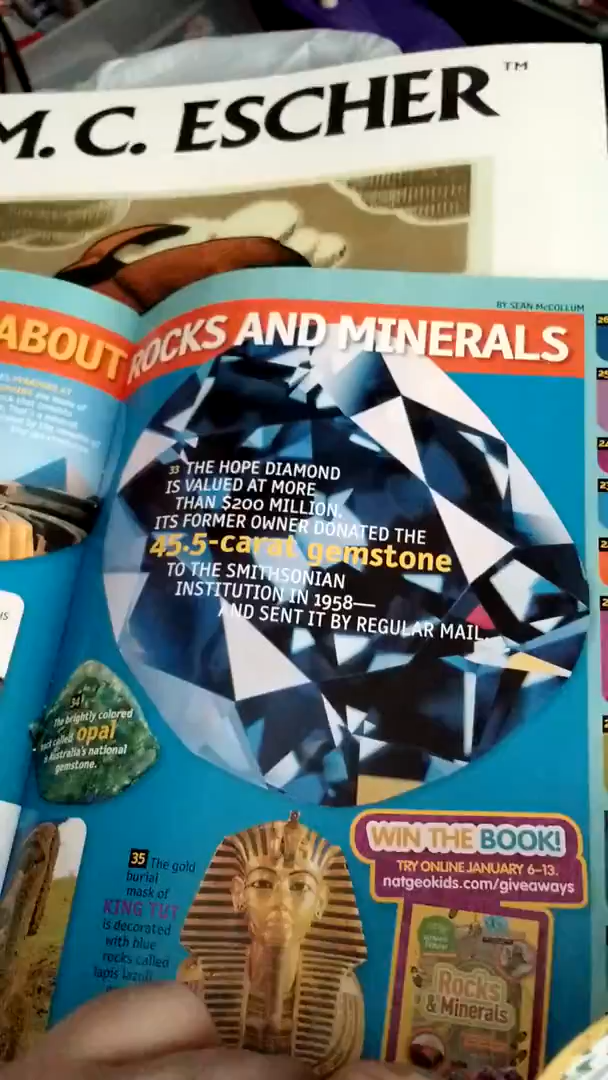 M. C. ESCHER™
BY SEAN McCOLLUM
ABOUT ROCKS AND MINERALS
33 THE HOPE DIAMOND
IS VALUED AT MORE
THAN $200 MILLION.
ITS FORMER OWNER DONATED THE
45.5-carat gemstone
TO THE SMITHSONIAN
INSTITUTION IN 1958—
AND SENT IT BY REGULAR MAIL.
34
The brightly colored
rock called opal
is Australia's national
gemstone.
35 The gold
burial
mask of
KING TUT
is decorated
with blue
rocks called
lapis lazuli
WIN THE BOOK!
TRY ONLINE JANUARY 6–13.
natgeokids.com/giveaways
Rocks
& Minerals